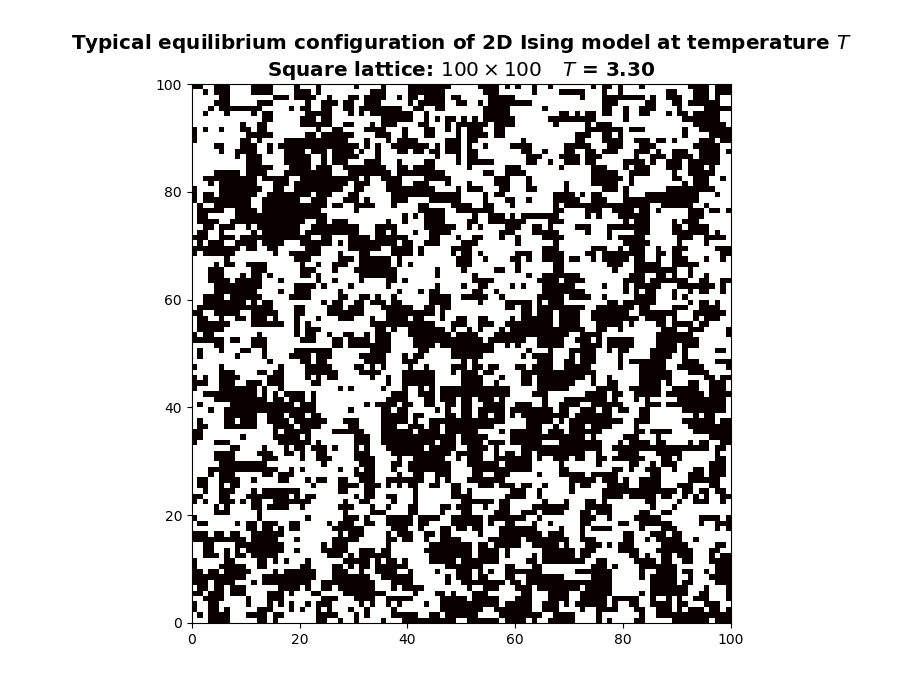 Typical equilibrium configuration of 2D Ising model at temperature T
Square lattice: 100 × 100 T = 3.30
100
80
60
40
20
0
0 20 40 60 80 100